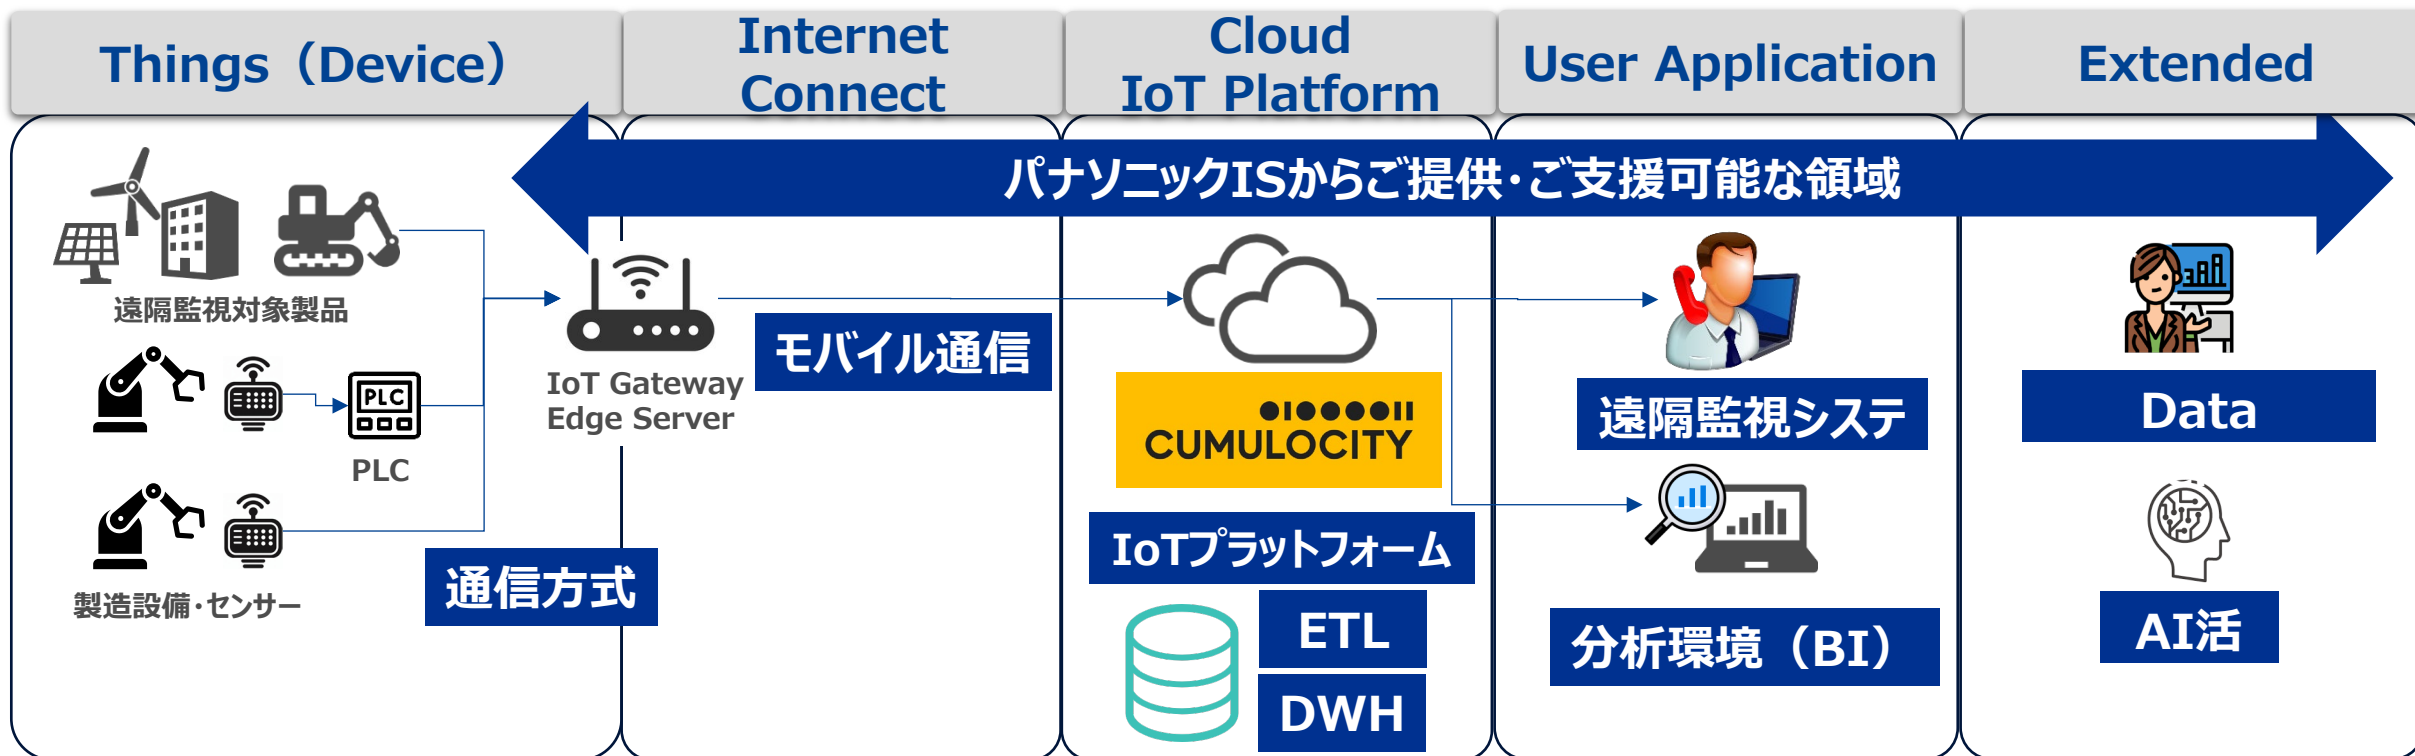 Things（Device）
Internet
Connect
Cloud
IoT Platform
User Application
Extended
パナソニックISからご提供・ご支援可能な領域
遠隔監視対象製品
PLC
PLC
製造設備・センサー
通信方式
IoT Gateway
Edge Server
モバイル通信
CUMULOCITY
IoTプラットフォーム
ETL
DWH
遠隔監視システ
分析環境（BI）
Data
AI活